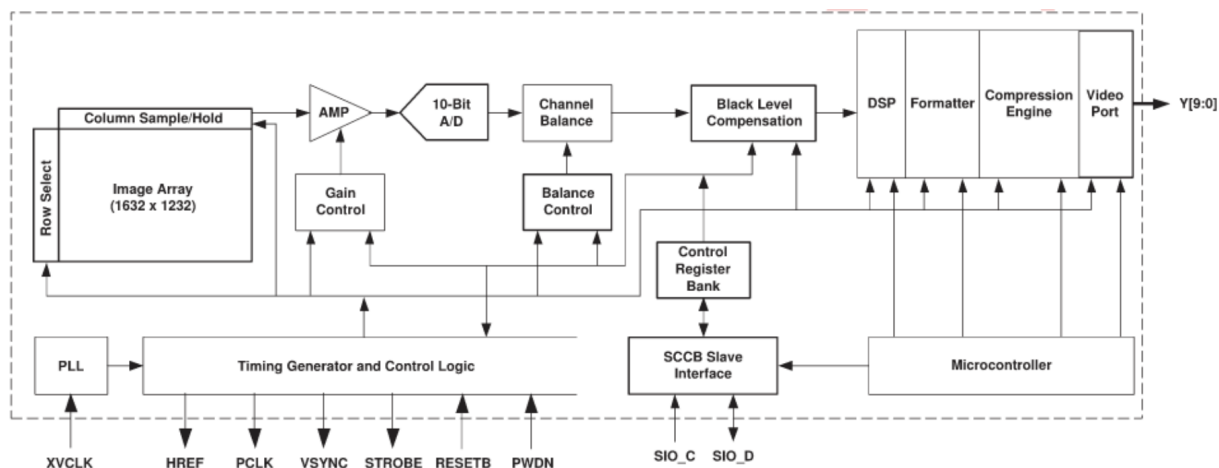 Column Sample/Hold
Row Select
Image Array
(1632 x 1232)
AMP
10-Bit
A/D
Channel
Balance
Black Level
Compensation
DSP
Formatter
Compression
Engine
Video
Port
Y[9:0]
Gain
Control
Balance
Control
Control
Register
Bank
PLL
Timing Generator and Control Logic
SCCB Slave
Interface
Microcontroller
XVCLK
HREF
PCLK
VSYNC
STROBE
RESETB
PWDN
SIO_C
SIO_D